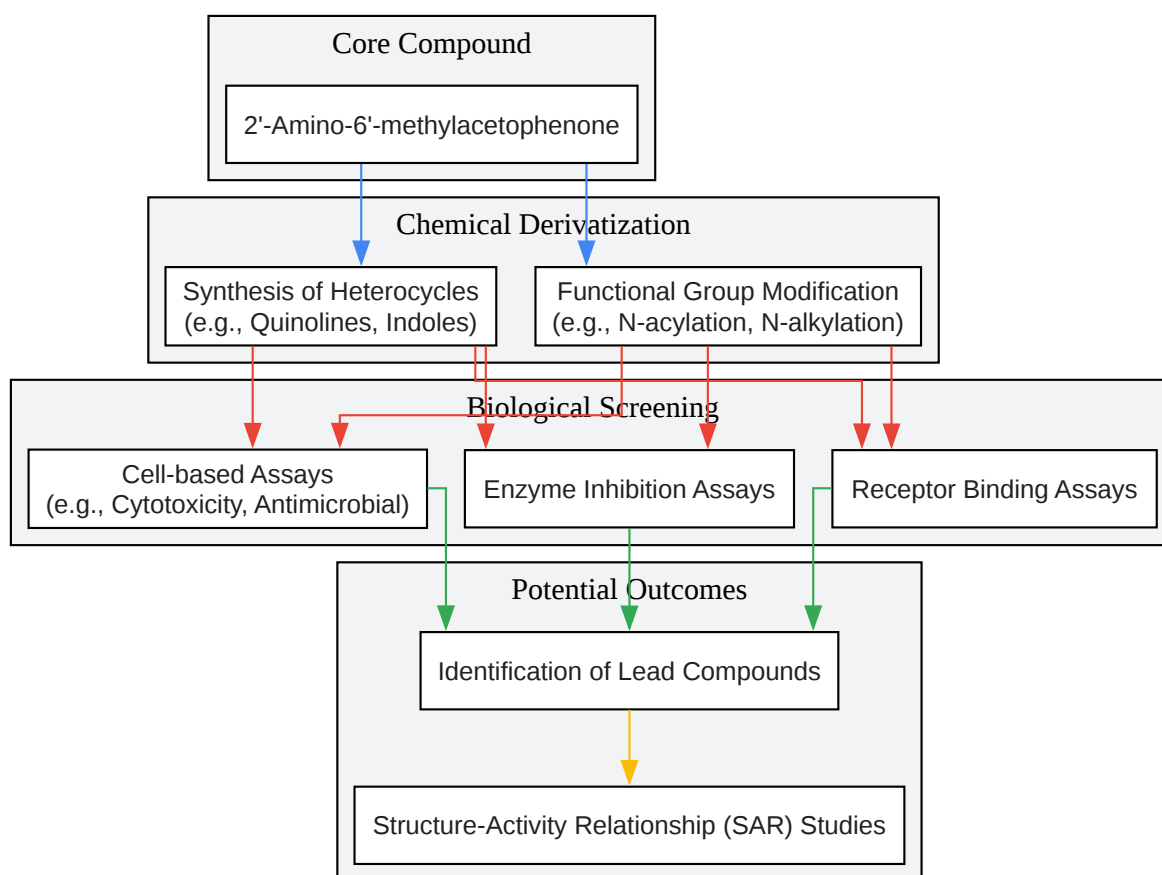 Core Compound
2'-Amino-6'-methylacetophenone
Chemical Derivatization
Synthesis of Heterocycles
(e.g., Quinolines, Indoles)
Functional Group Modification
(e.g., N-acylation, N-alkylation)
Biological Screening
Cell-based Assays
(e.g., Cytotoxicity, Antimicrobial)
Enzyme Inhibition Assays
Receptor Binding Assays
Potential Outcomes
Identification of Lead Compounds
Structure-Activity Relationship (SAR) Studies